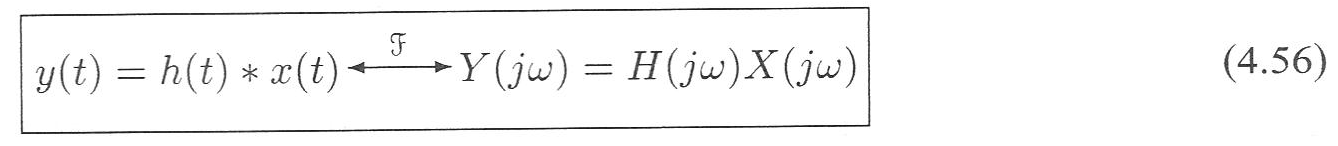 y(t) = h(t) * x(t) ⟷ℱ Y(jω) = H(jω)X(jω) (4.56)